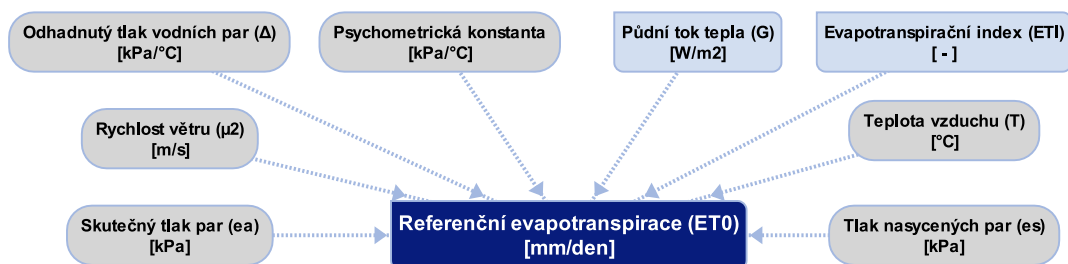 Odhadnutý tlak vodních par (Δ)
[kPa/°C]
Psychometrická konstanta
[kPa/°C]
Půdní tok tepla (G)
[W/m2]
Evapotranspirační index (ETI)
[ - ]
Rychlost větru (μ2)
[m/s]
Teplota vzduchu (T)
[°C]
Skutečný tlak par (ea)
[kPa]
Referenční evapotranspirace (ET0)
[mm/den]
Tlak nasycených par (es)
[kPa]